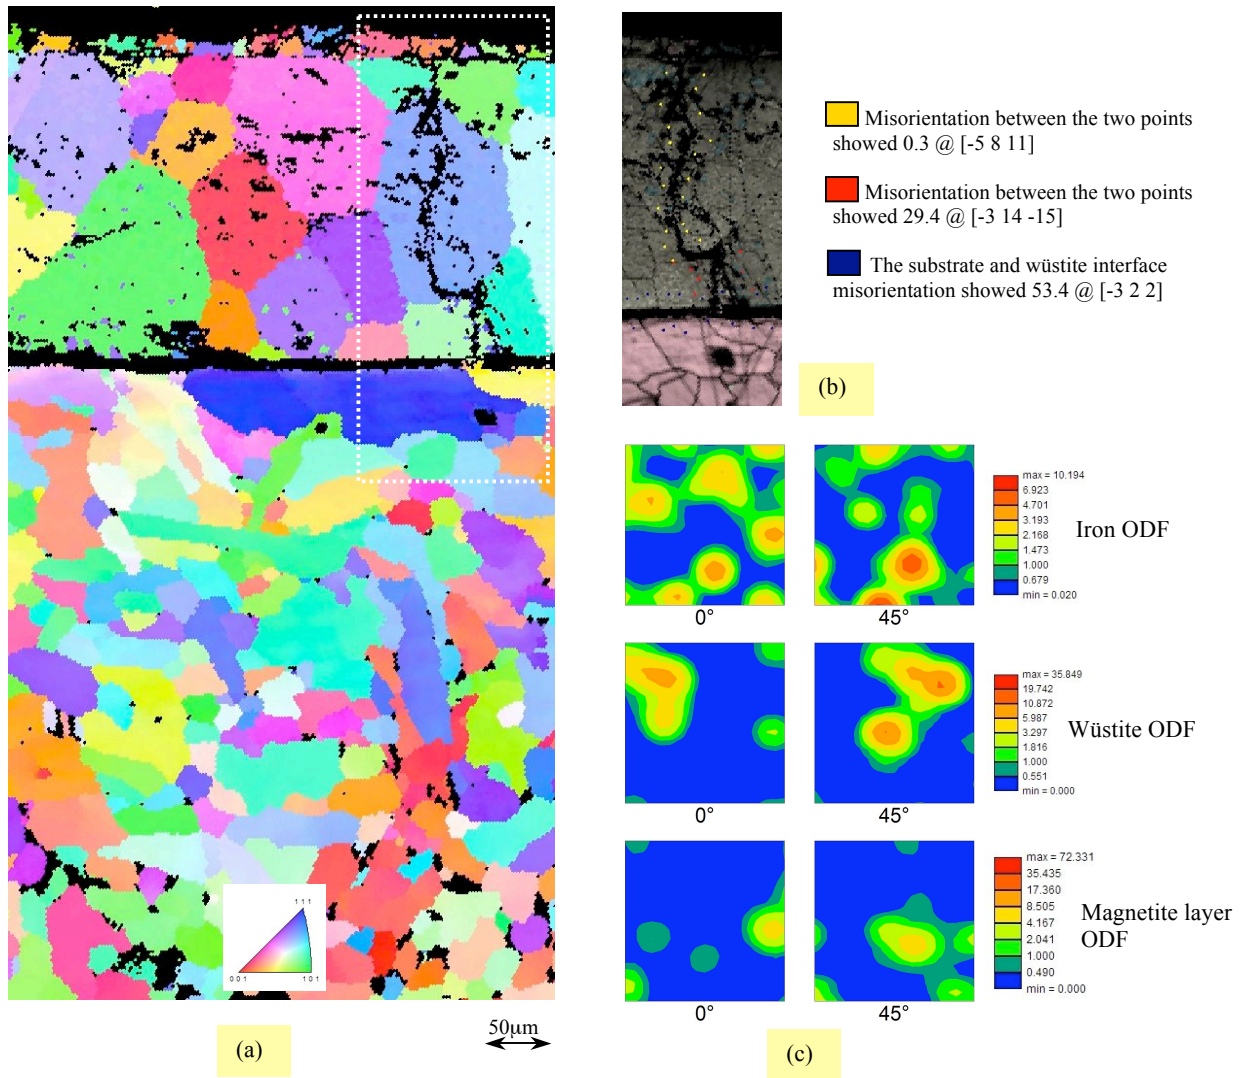 Misorientation between the two points
showed 0.3 @ [-5 8 11]
Misorientation between the two points
showed 29.4 @ [-3 14 -15]
The substrate and wüstite interface
misorientation showed 53.4 @ [-3 2 2]
(b)
1 1 1
0 0 1
1 0 1
50µm
(a)
max = 10.194
6.923
4.701
3.193
2.168
1.473
1.000
0.679
min = 0.020
Iron ODF
0°
45°
max = 35.849
19.742
10.872
5.987
3.297
1.816
1.000
0.551
min = 0.000
Wüstite ODF
0°
45°
max = 72.331
35.435
17.360
8.505
4.167
2.041
1.000
0.490
min = 0.000
Magnetite layer
ODF
0°
45°
(c)